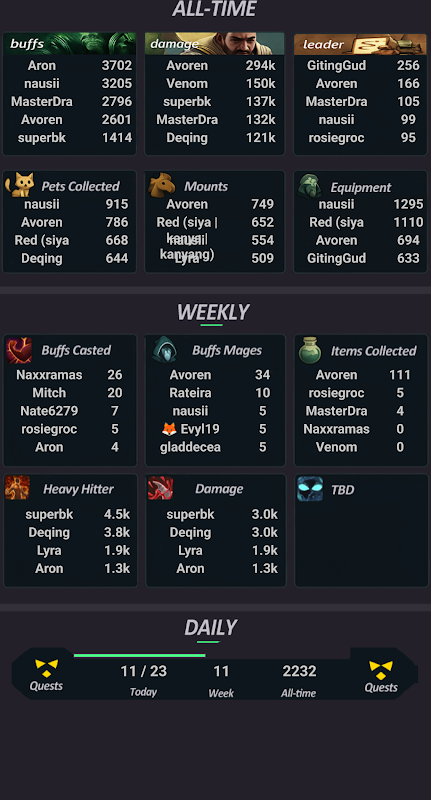 ALL-TIME
buffs
Aron 3702
nausii 3205
MasterDra 2796
Avoren 2601
superbk 1414
damage
Avoren 294k
Venom 150k
superbk 137k
MasterDra 132k
Deqing 121k
leader
GitingGud 256
Avoren 166
MasterDra 105
nausii 99
rosiegroc 95
Pets Collected
nausii 915
Avoren 786
Red (siya 668
Deqing 644
Mounts
Avoren 749
Red (siya | 652
kanya |
nausii 554
kanyang)
Lyra 509
Equipment
nausii 1295
Red (siya 1110
Avoren 694
GitingGud 633
WEEKLY
Buffs Casted
Naxxramas 26
Mitch 20
Nate6279 7
rosiegroc 5
Aron 4
Buffs Mages
Avoren 34
Rateira 10
nausii 5
🦊 Evyl19 5
gladdecea 5
Items Collected
Avoren 111
rosiegroc 5
MasterDra 4
Naxxramas 0
Venom 0
Heavy Hitter
superbk 4.5k
Deqing 3.8k
Lyra 1.9k
Aron 1.3k
Damage
superbk 3.0k
Deqing 3.0k
Lyra 1.9k
Aron 1.3k
TBD
DAILY
Quests
11 / 23 11 2232
Today Week All-time
Quests